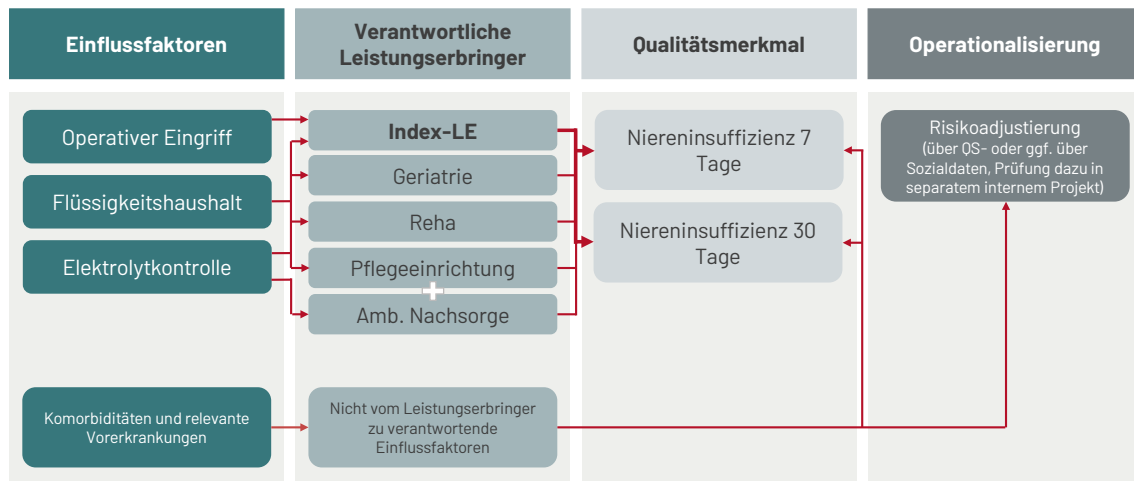 Einflussfaktoren
Verantwortliche
Leistungserbringer
Qualitätsmerkmal
Operationalisierung
Operativer Eingriff
Flüssigkeitshaushalt
Elektrolytkontrolle
Komorbiditäten und relevante
Vorerkrankungen
Index-LE
Geriatrie
Reha
Pflegeeinrichtung
Amb. Nachsorge
Nicht vom Leistungserbringer
zu verantwortende
Einflussfaktoren
Niereninsuffizienz 7
Tage
Niereninsuffizienz 30
Tage
Risikoadjustierung
(über QS- oder ggf. über
Sozialdaten, Prüfung dazu in
separatem internem Projekt)